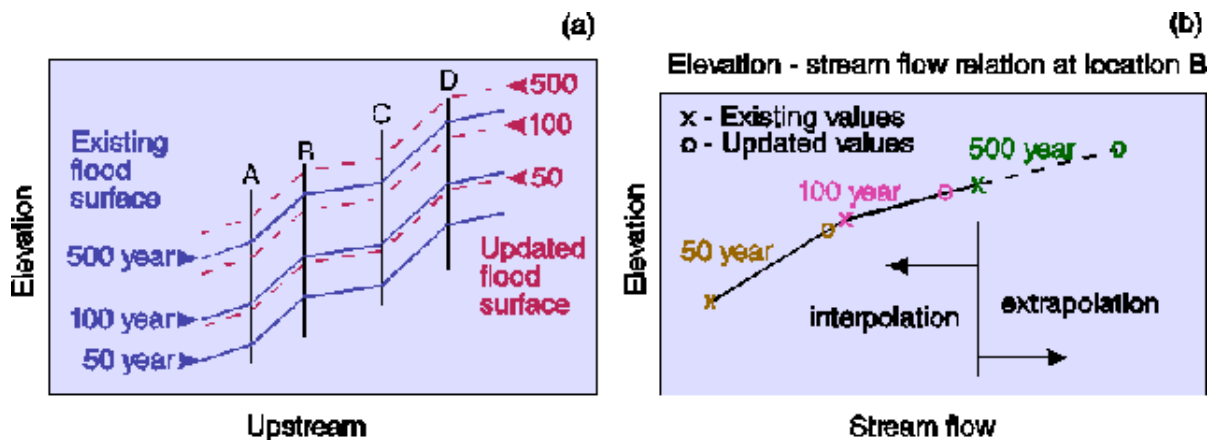 (a)
Existing
flood
surface
500 year
100 year
50 year
A
B
C
D
500
100
50
Updated
flood
surface
Elevation
Upstream
(b)
Elevation - stream flow relation at location B
x - Existing values
o - Updated values
500 year
100 year
50 year
interpolation
extrapolation
Elevation
Stream flow